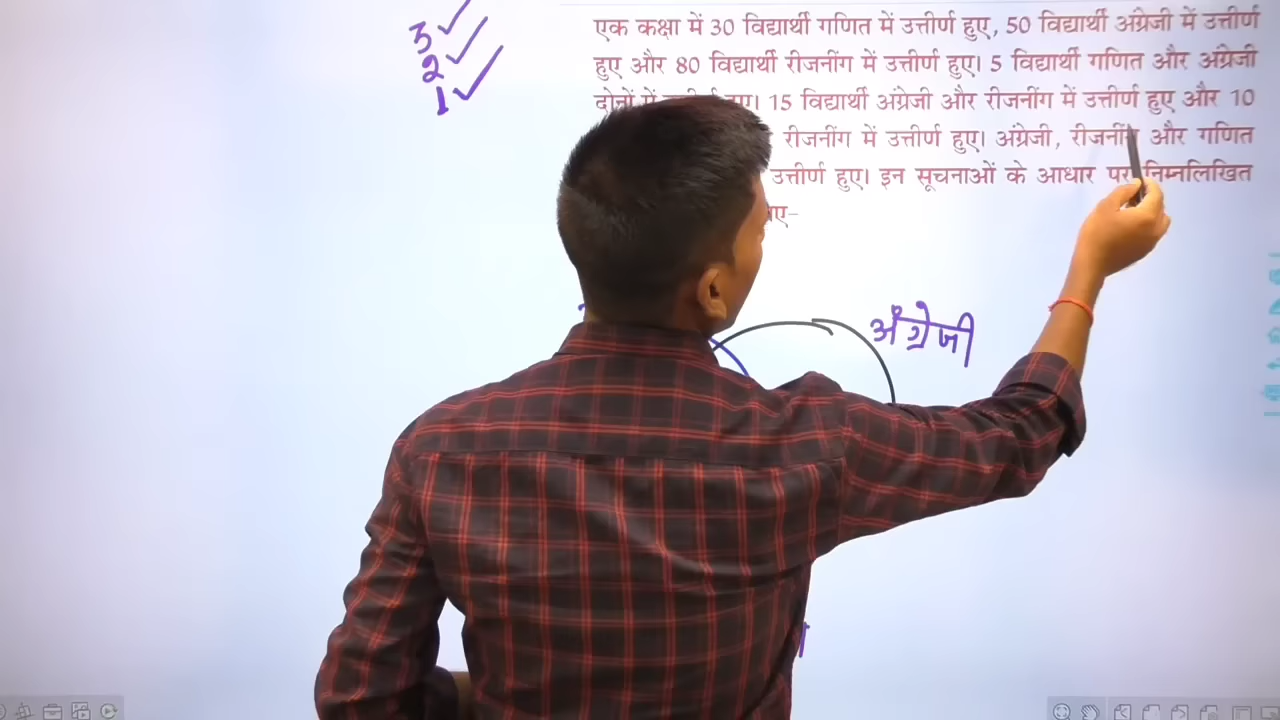 3
2
1
एक कक्षा में 30 विद्यार्थी गणित में उत्तीर्ण हुए, 50 विद्यार्थी अंग्रेजी में उत्तीर्ण
हुए और 80 विद्यार्थी रीजनींग में उत्तीर्ण हुए। 5 विद्यार्थी गणित और अंग्रेजी
दोनों में उत्तीर्ण हुए। 15 विद्यार्थी अंग्रेजी और रीजनींग में उत्तीर्ण हुए और 10
रीजनींग में उत्तीर्ण हुए। अंग्रेजी, रीजनींग और गणित
उत्तीर्ण हुए। इन सूचनाओं के आधार पर निम्नलिखित
अंग्रेजी